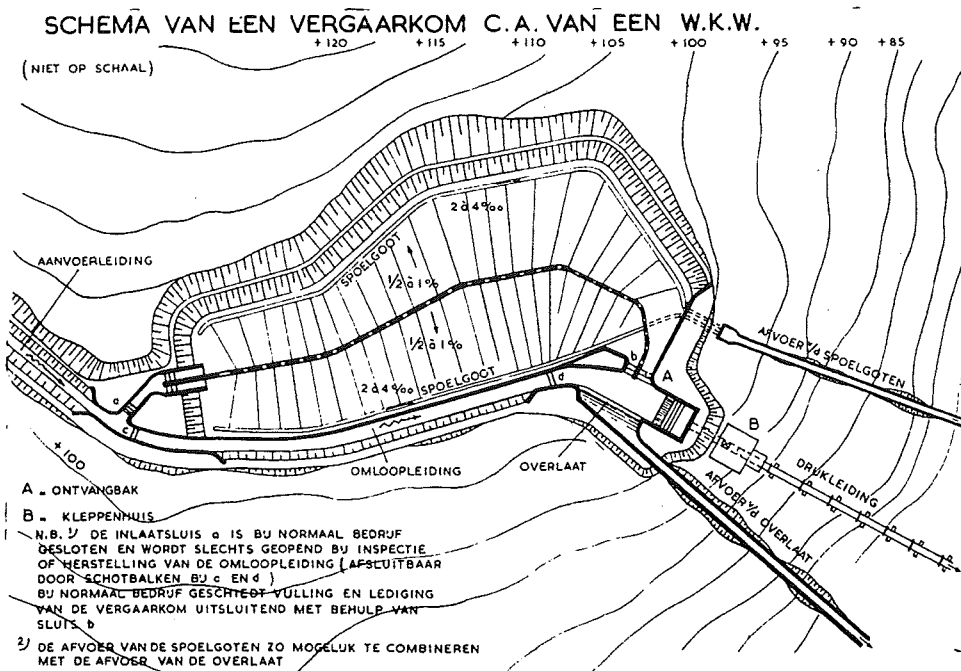 SCHEMA VAN EEN VERGAARKOM C.A. VAN EEN W.K.W.
+120 +115 +110 +105 +100 +95 +90 +85
(NIET OP SCHAAL)
2 à 4 ‰
AANVOERLEIDING
SPOELGOOT
½ à 1%
½ à 1%
AFVOER v/d SPOELGOTEN
2 à 4 ‰ SPOELGOOT
a
b
c
d
A
B
× 100
OMLOOPLEIDING
OVERLAAT
DRUKLEIDING
AFVOER v/d OVERLAAT
A = ONTVANGBAK
B = KLEPPENHUIS
N.B. 1) DE INLAATSLUIS a IS BIJ NORMAAL BEDRIJF
GESLOTEN EN WORDT SLECHTS GEOPEND BIJ INSPECTIE
OF HERSTELLING VAN DE OMLOOPLEIDING (AFSLUITBAAR
DOOR SCHOTBALKEN BIJ c EN d)
BIJ NORMAAL BEDRIJF GESCHIEDT VULLING EN LEDIGING
VAN DE VERGAARKOM UITSLUITEND MET BEHULP VAN
SLUIS b
2) DE AFVOER VAN DE SPOELGOTEN ZO MOGELIJK TE COMBINEREN
MET DE AFVOER VAN DE OVERLAAT